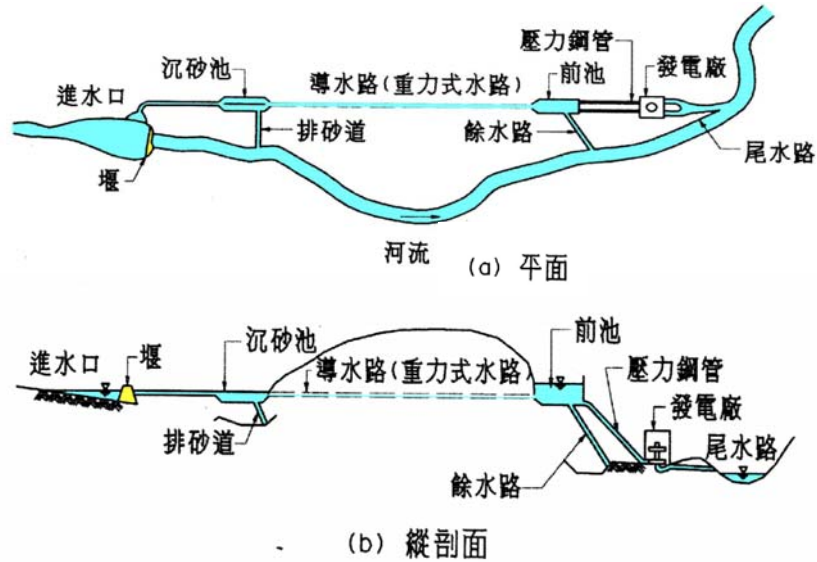 壓力鋼管
發電廠
沉砂池
導水路(重力式水路)
前池
進水口
排砂道
餘水路
尾水路
堰
河流
(a) 平面
前池
沉砂池
堰
進水口
導水路(重力式水路)
壓力鋼管
發電廠
排砂道
尾水路
餘水路
(b) 縱剖面